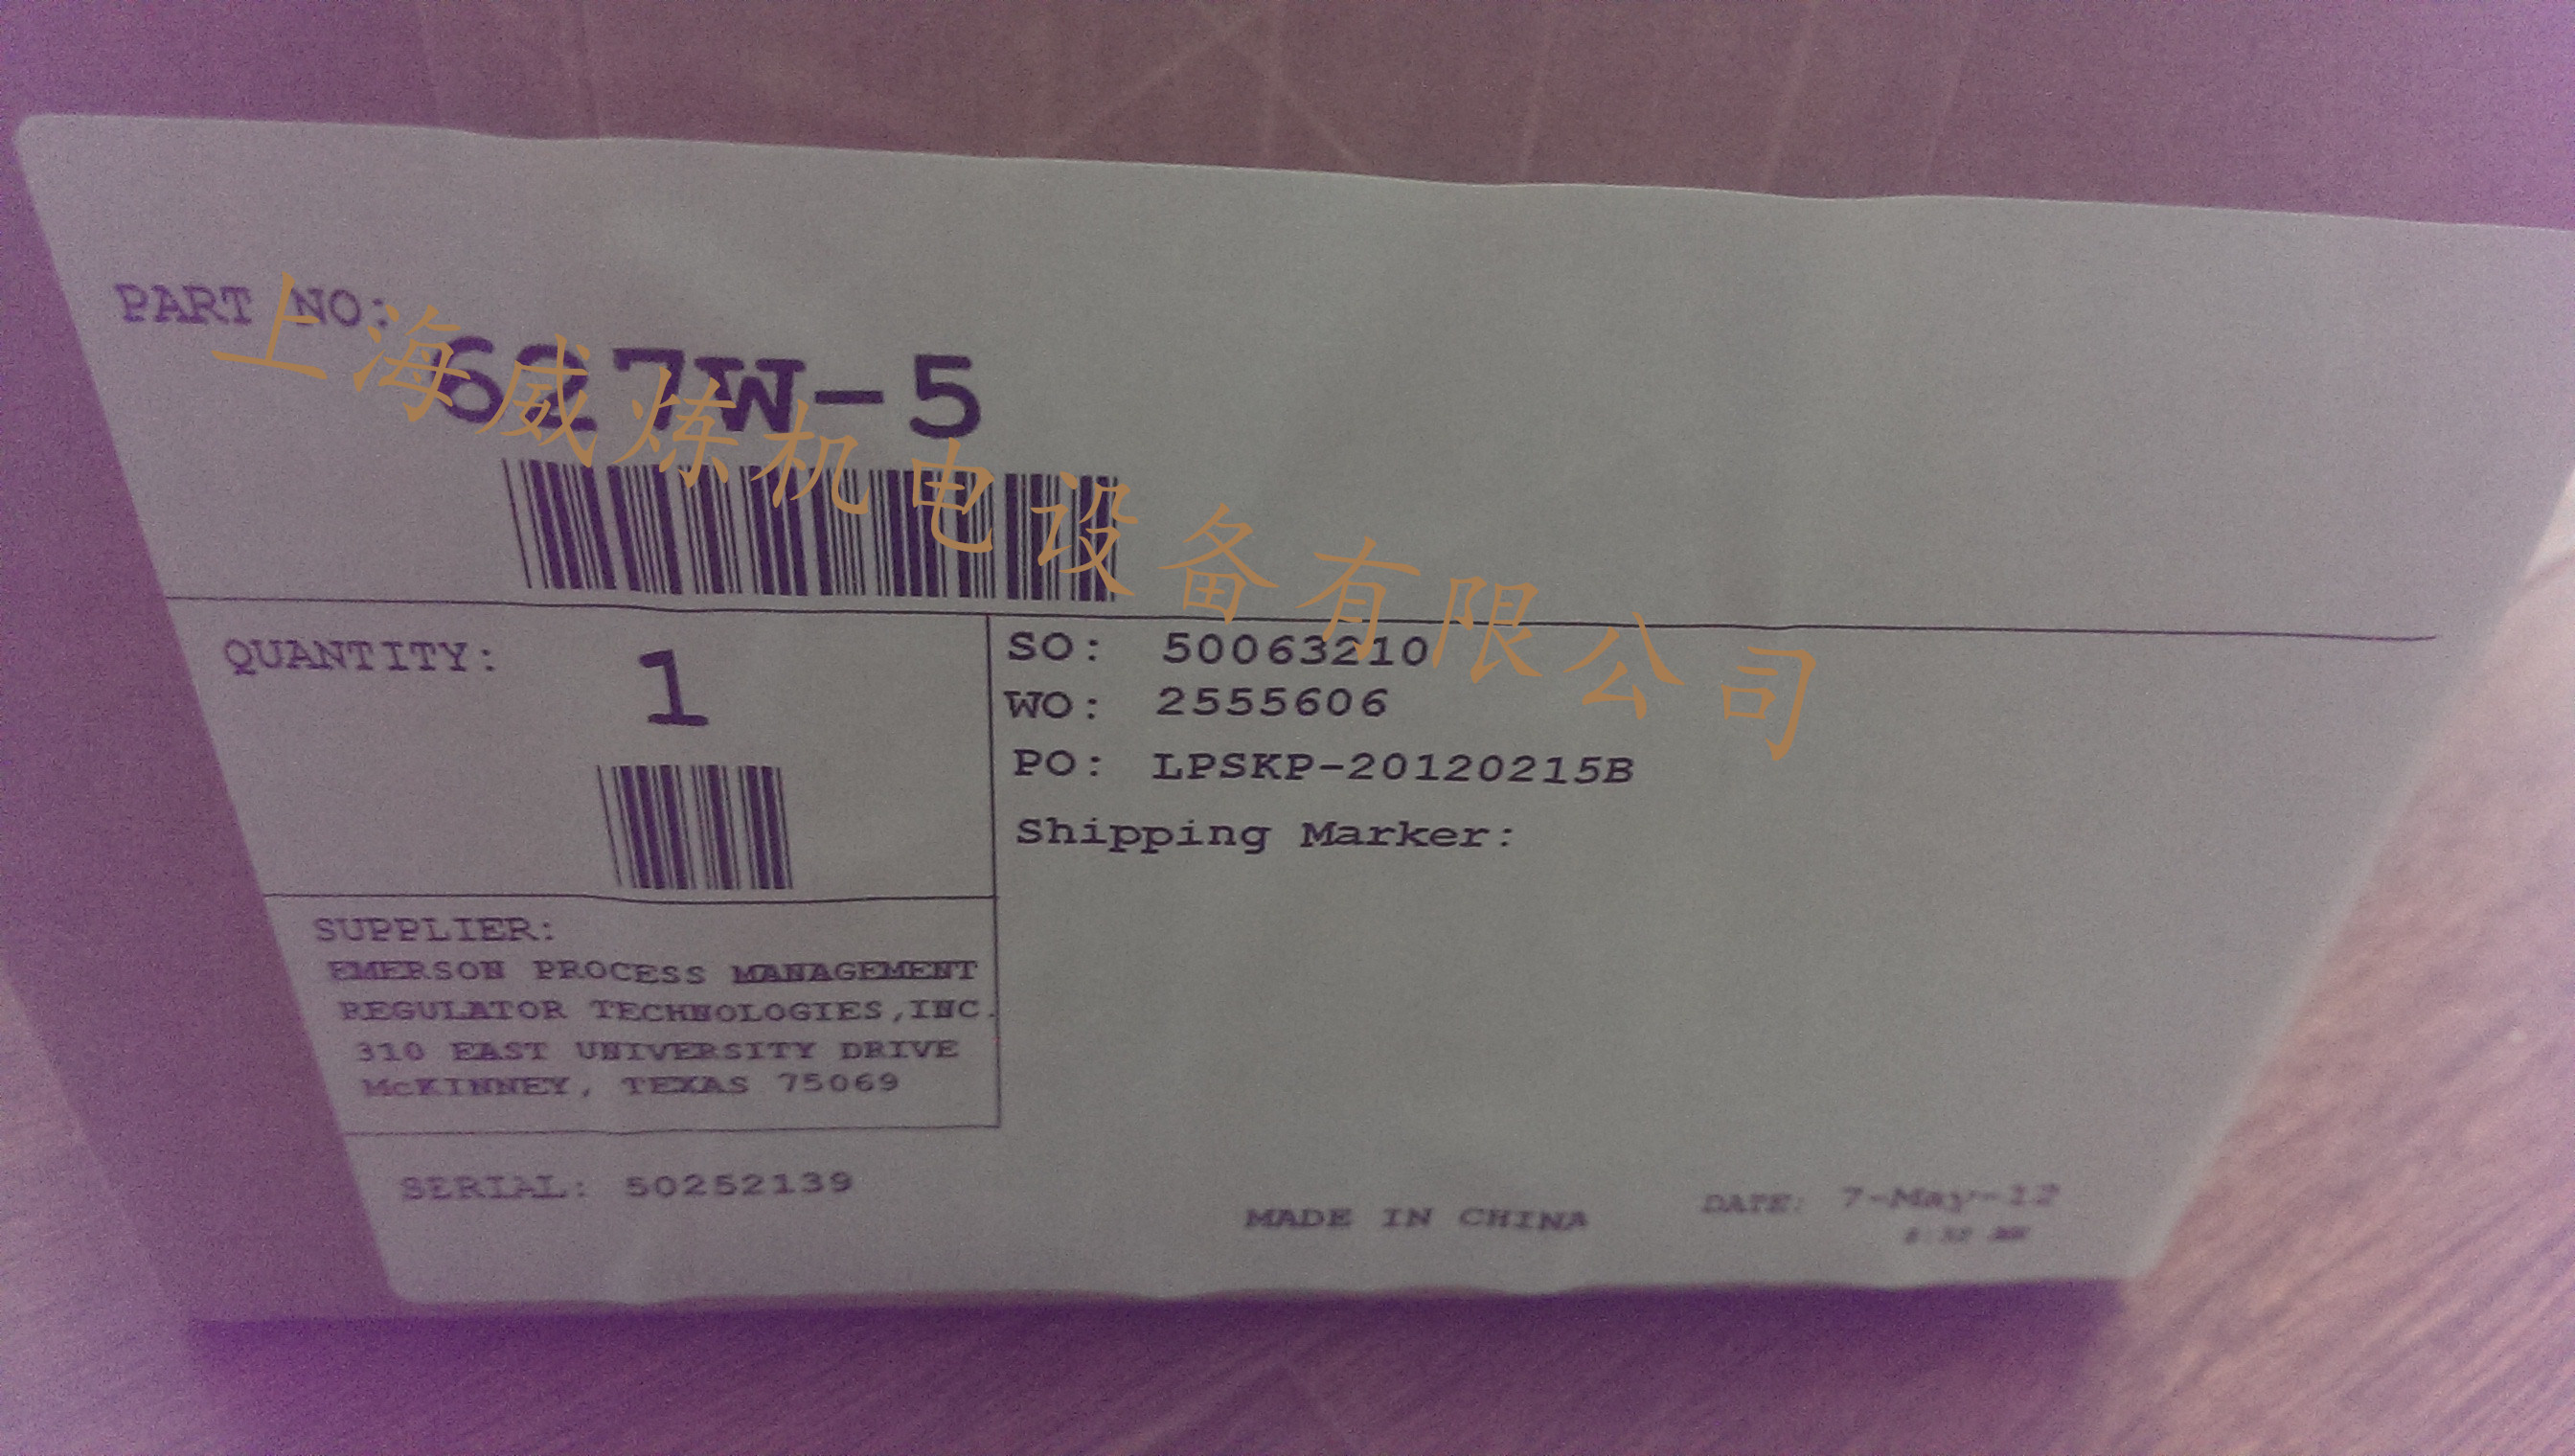 PART NO:
627W-5
上海威炼机电设备有限公司
QUANTITY:
1
SO: 50063210
WO: 2555606
PO: LPSKP-20120215B
Shipping Marker:
SUPPLIER:
EMERSON PROCESS MANAGEMENT
REGULATOR TECHNOLOGIES,INC.
310 EAST UNIVERSITY DRIVE
McKINNEY, TEXAS 75069
SERIAL: 50252139
MADE IN CHINA
DATE: 7-May-12